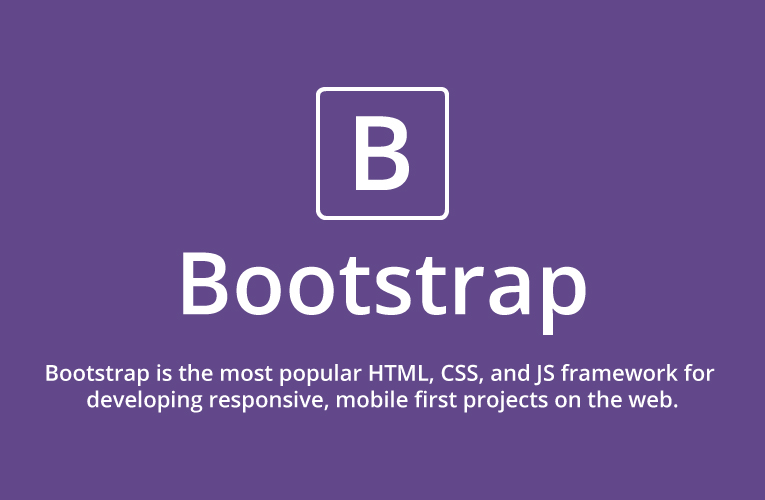 B
Bootstrap
Bootstrap is the most popular HTML, CSS, and JS framework for
developing responsive, mobile first projects on the web.